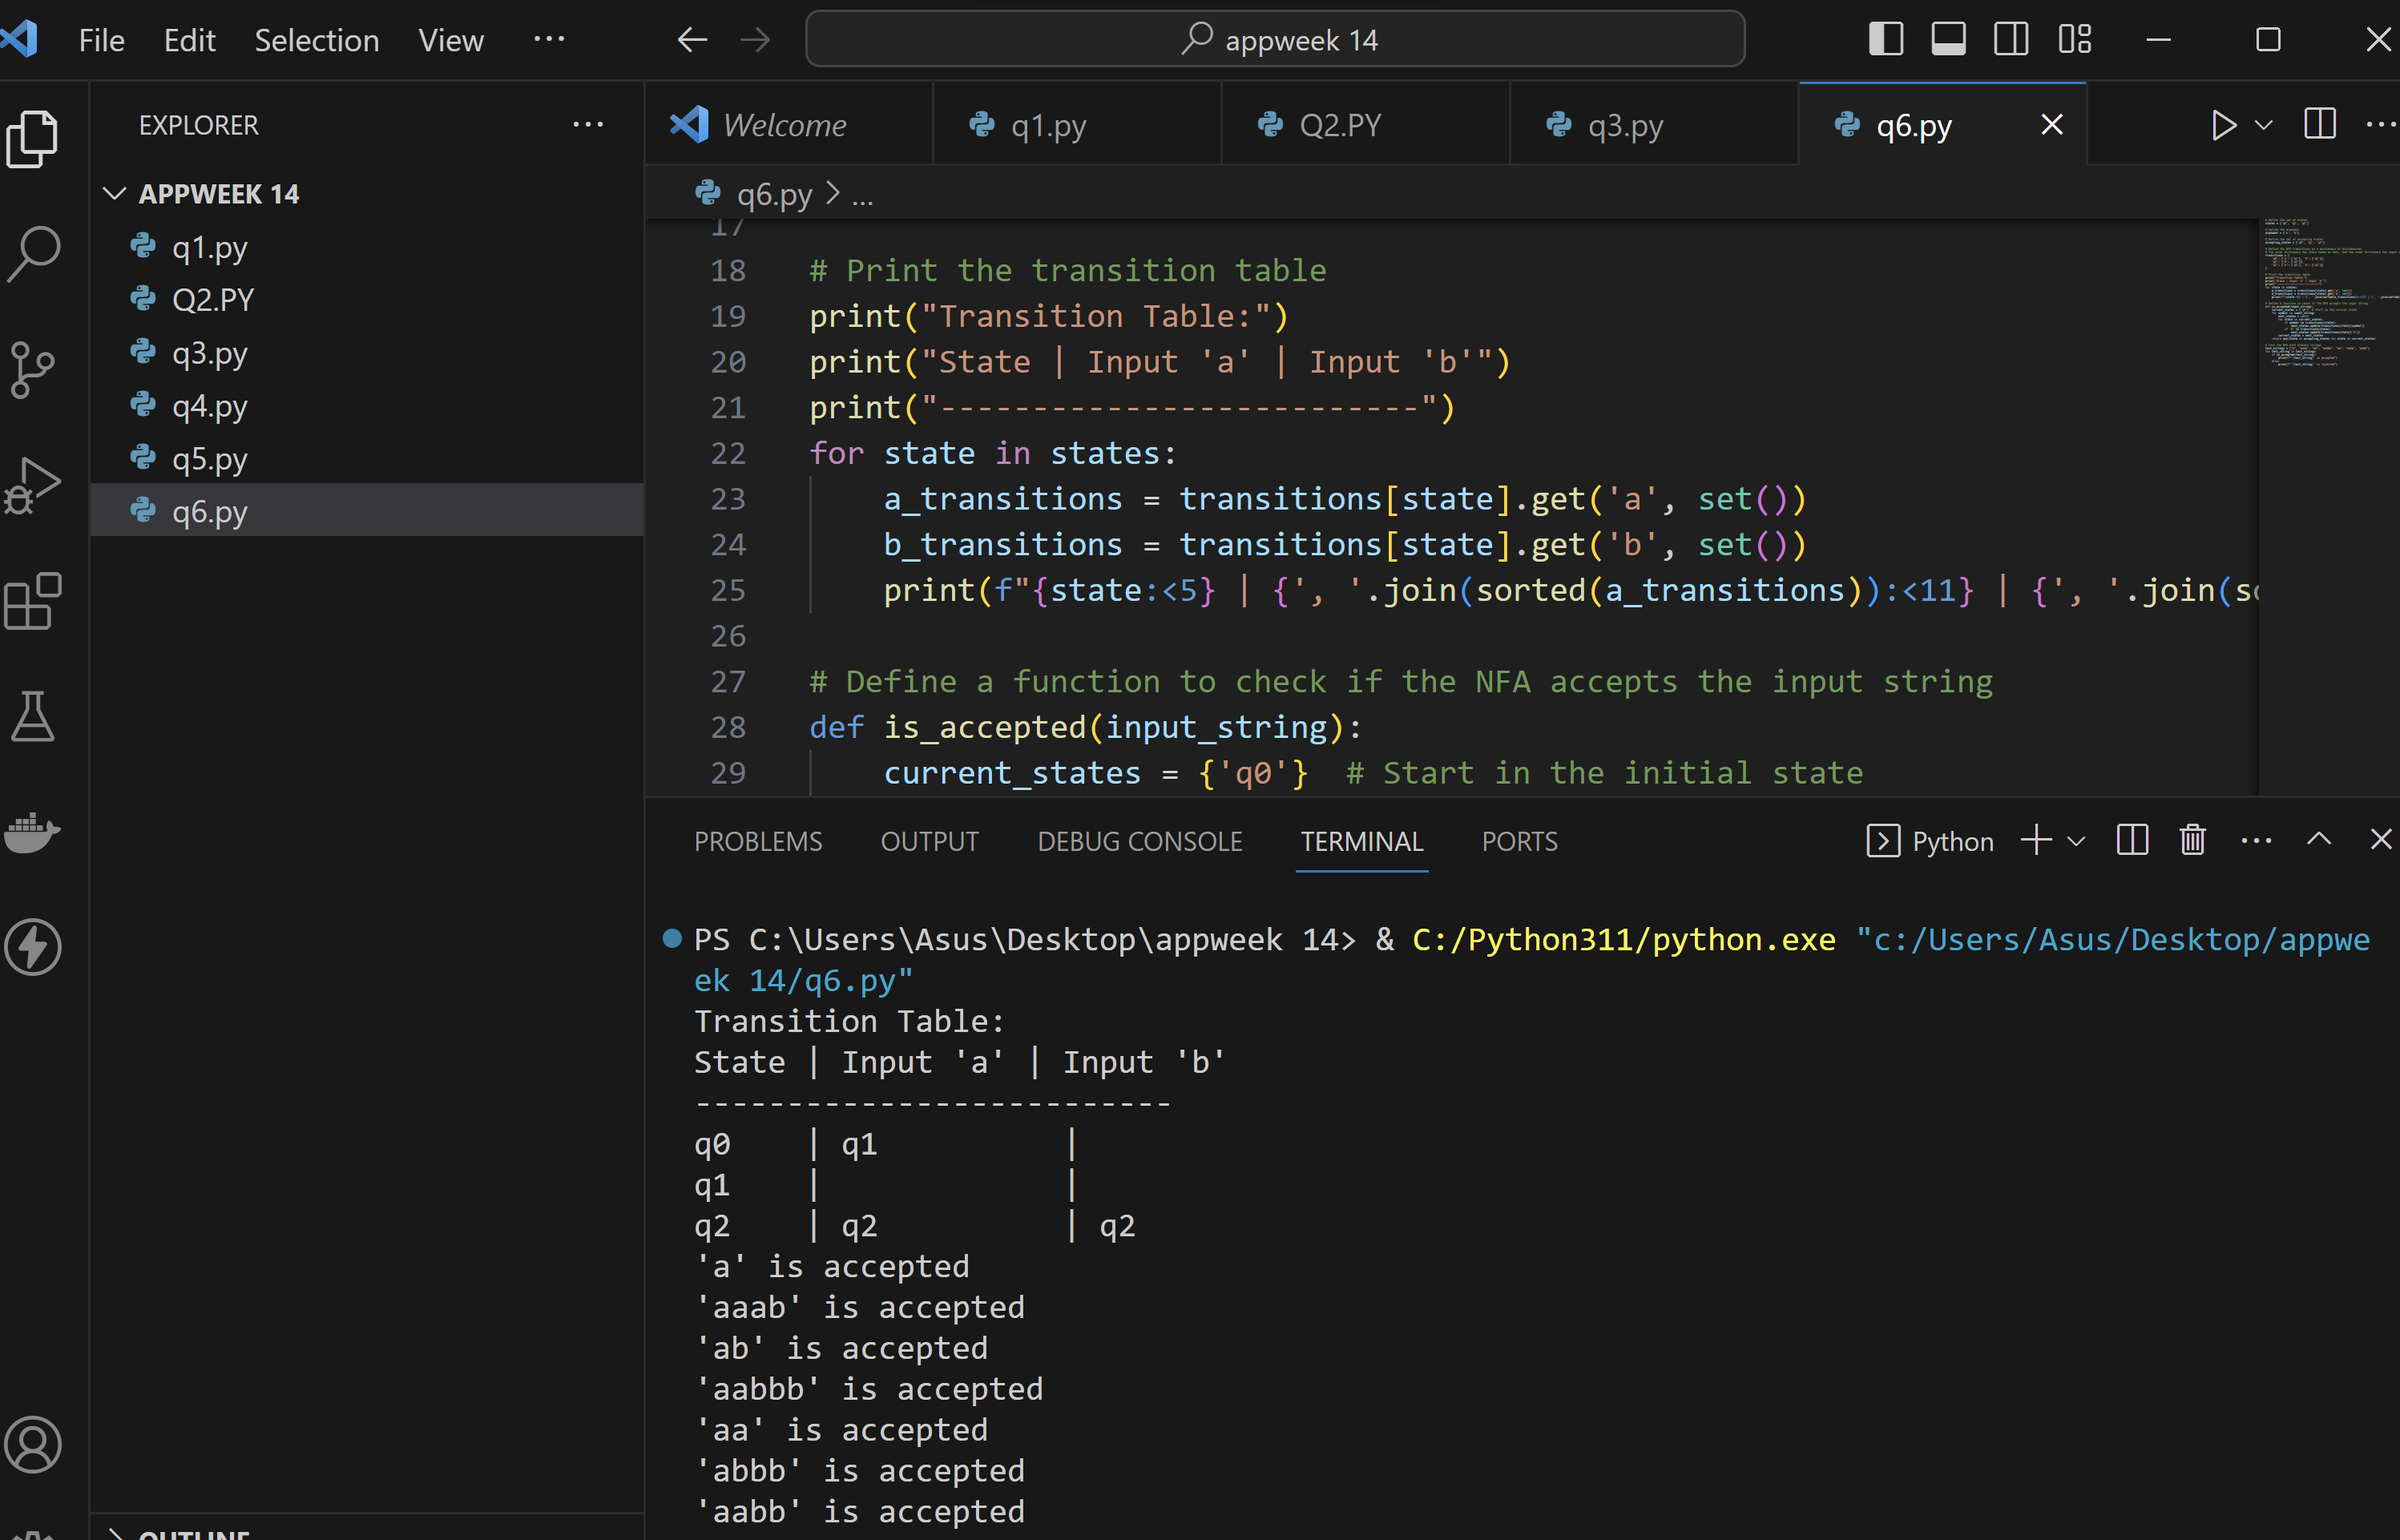 File Edit Selection View ...
appweek 14
EXPLORER ...
Welcome q1.py Q2.PY q3.py q6.py
APPWEEK 14
q1.py
Q2.PY
q3.py
q4.py
q5.py
q6.py
q6.py > ...
17
18 # Print the transition table
19 print("Transition Table:")
20 print("State | Input 'a' | Input 'b'")
21 print("--------------------------")
22 for state in states:
23     a_transitions = transitions[state].get('a', set())
24     b_transitions = transitions[state].get('b', set())
25     print(f"{state:<5} | {', '.join(sorted(a_transitions)):<11} | {', '.join(so
26
27 # Define a function to check if the NFA accepts the input string
28 def is_accepted(input_string):
29     current_states = {'q0'}  # Start in the initial state
PROBLEMS OUTPUT DEBUG CONSOLE TERMINAL PORTS Python
PS C:\Users\Asus\Desktop\appweek 14> & C:/Python311/python.exe "c:/Users/Asus/Desktop/appwe
ek 14/q6.py"
Transition Table:
State | Input 'a' | Input 'b'
--------------------------
q0    | q1          |
q1    |             |
q2    | q2          | q2
'a' is accepted
'aaab' is accepted
'ab' is accepted
'aabbb' is accepted
'aa' is accepted
'abbb' is accepted
'aabb' is accepted
OUTLINE